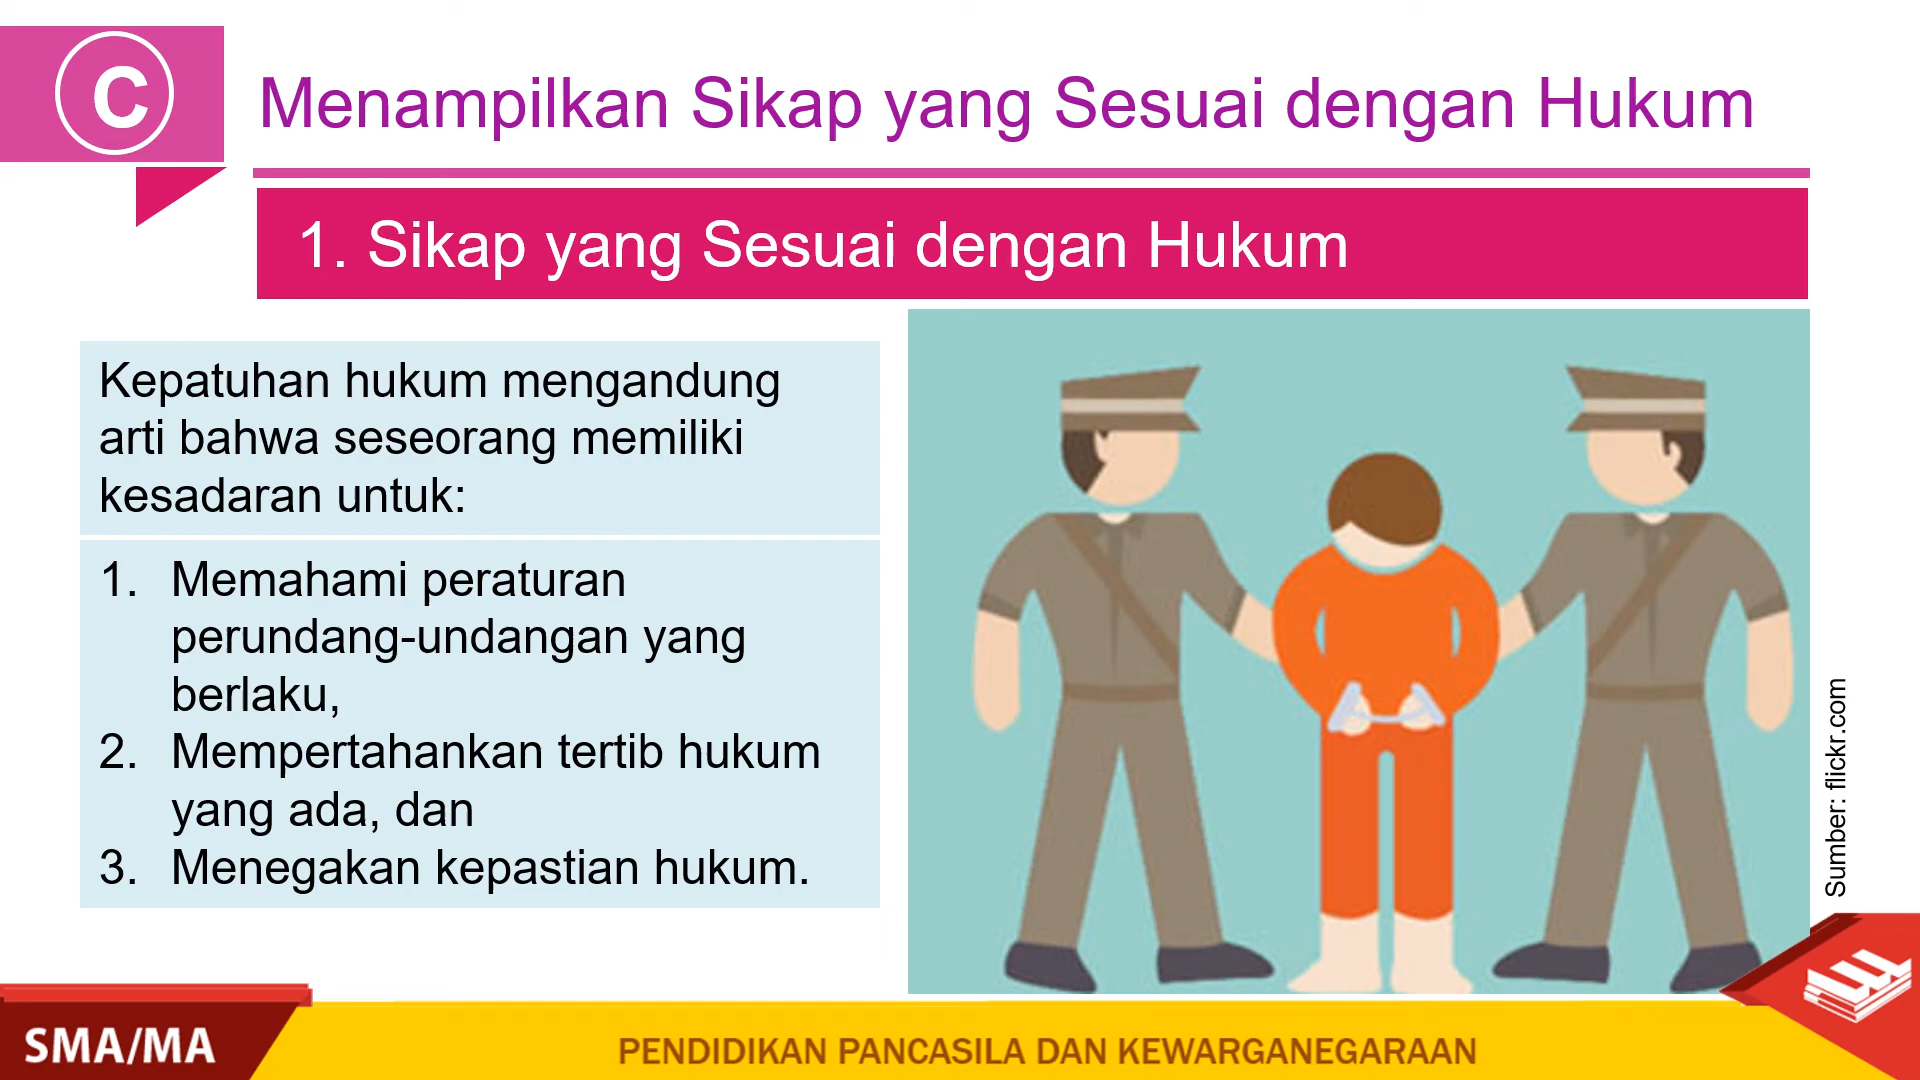 C
Menampilkan Sikap yang Sesuai dengan Hukum
1. Sikap yang Sesuai dengan Hukum
Kepatuhan hukum mengandung
arti bahwa seseorang memiliki
kesadaran untuk:
1. Memahami peraturan
perundang-undangan yang
berlaku,
2. Mempertahankan tertib hukum
yang ada, dan
3. Menegakan kepastian hukum.
Sumber: flickr.com
SMA/MA
PENDIDIKAN PANCASILA DAN KEWARGANEGARAAN